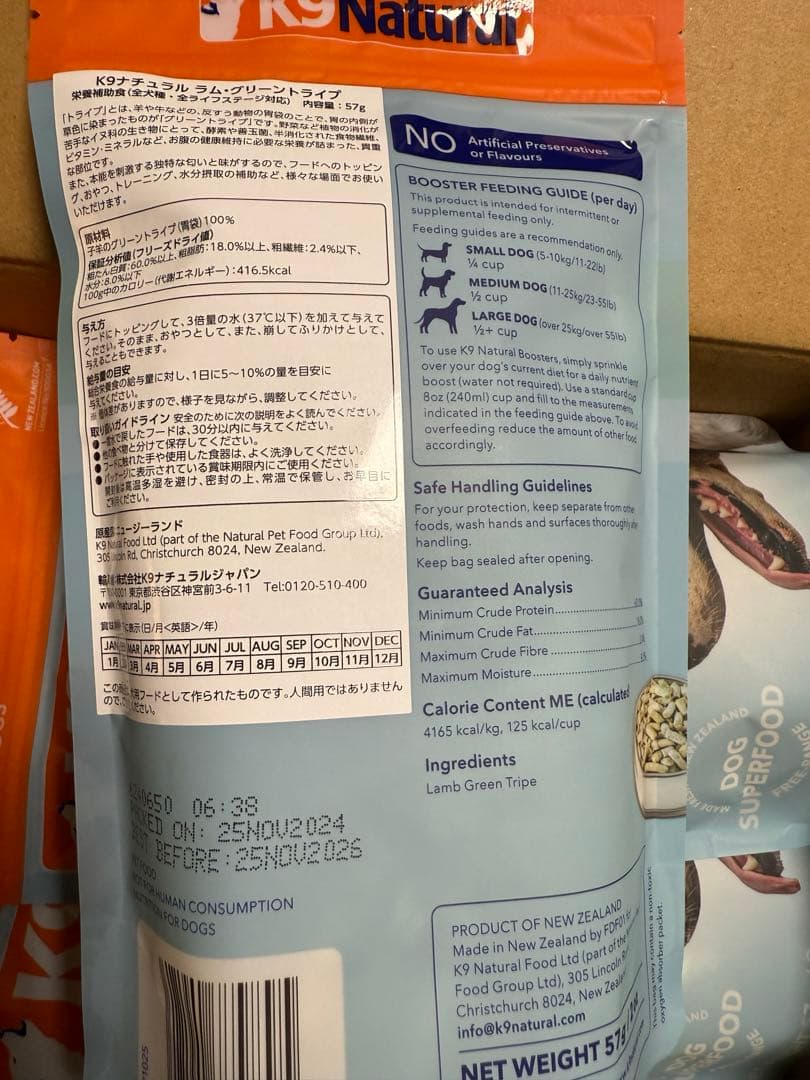 K9Natural
K9ナチュラル ラム・グリーントライプ
栄養補助食(全犬種・全ライフステージ対応) 内容量:57g
「トライプ」とは、羊や牛などの、反すう動物の胃袋のことで、胃の内側が
草色に染まったものが「グリーントライプ」です。野菜など植物の消化が
苦手なイヌ科の生き物にとって、酵素や善玉菌、半消化された食物繊維、
ビタミン・ミネラルなど、お腹の健康維持に必要な栄養が詰まった、貴重
な部位です。
また、本能を刺激する独特な匂いと味がするので、フードへのトッピン
グ、おやつ、トレーニング、水分摂取の補助など、様々な場面でお使い
いただけます。
原材料
子羊のグリーントライプ(胃袋)100%
保証分析値(フリーズドライ値)
粗たん白質:60.0%以上、粗脂肪:18.0%以上、粗繊維:2.4%以下、
水分:8.0%以下
100g中のカロリー(代謝エネルギー):416.5kcal
与え方
フードにトッピングして、3倍量の水(37℃以下)を加えて与えて
ください。そのまま、おやつとして、また、崩してふりかけとして、
与えることもできます。
給与量の目安
総合栄養食の給与量に対し、1日に5~10%の量を目安に
与えてください。
※ 個体差がありますので、様子を見ながら、調整してください。
取り扱いガイドライン 安全のために次の説明をよく読んでください。
●一度水で戻したフードは、30分以内に与えてください。
●他の食べ物と分けて保存してください。
●フードに触れた手や使用した食器は、よく洗浄してください。
●パッケージに表示されている賞味期限内にご使用ください。
開封後は高温多湿を避け、密封の上、常温で保管し、お早目に
ご利用ください。
原産国 ニュージーランド
K9 Natural Food Ltd (part of the Natural Pet Food Group Ltd),
305 Lincoln Rd, Christchurch 8024, New Zealand.
株式会社K9ナチュラルジャパン
東京都渋谷区神宮前3-6-11 Tel:0120-510-400
表示(日/月<英語>/年)
JAN MAR APR MAY JUN JUL AUG SEP OCT NOV DEC
1月 3月 4月 5月 6月 7月 8月 9月 10月 11月 12月
フードとして作られたものです。人間用ではありません
ください。
06:38
ON: 25NOV2024
BEFORE:25NOV2026
HUMAN CONSUMPTION
FOR DOGS
NO Artificial Preservatives
or Flavours
BOOSTER FEEDING GUIDE (per day)
This product is intended for intermittent or
supplemental feeding only.
Feeding guides are a recommendation only.
SMALL DOG (5-10kg/11-22lb)
¼ cup
MEDIUM DOG (11-25kg/23-55lb)
½ cup
LARGE DOG (over 25kg/over 55lb)
½+ cup
To use K9 Natural Boosters, simply sprinkle
over your dog's current diet for a daily nutrient
boost (water not required). Use a standard
8oz (240ml) cup and fill to the measurements
indicated in the feeding guide above. To avoid
overfeeding reduce the amount of other food
accordingly.
Safe Handling Guidelines
For your protection, keep separate from other
foods, wash hands and surfaces thoroughly after
handling.
Keep bag sealed after opening.
Guaranteed Analysis
Minimum Crude Protein
Minimum Crude Fat
Maximum Crude Fibre
Maximum Moisture
Calorie Content ME (calculated
4165 kcal/kg, 125 kcal/cup
Ingredients
Lamb Green Tripe
PRODUCT OF NEW ZEALAND
Made in New Zealand by FDF01
K9 Natural Food Ltd (part of the
Food Group Ltd), 305 Lincoln
Christchurch 8024, New Zealand
info@k9natural.com
NET WEIGHT 57g
This bag may contain a non-toxic
oxygen absorber packet.
NEW ZEALAND
DOG
SUPERFOOD